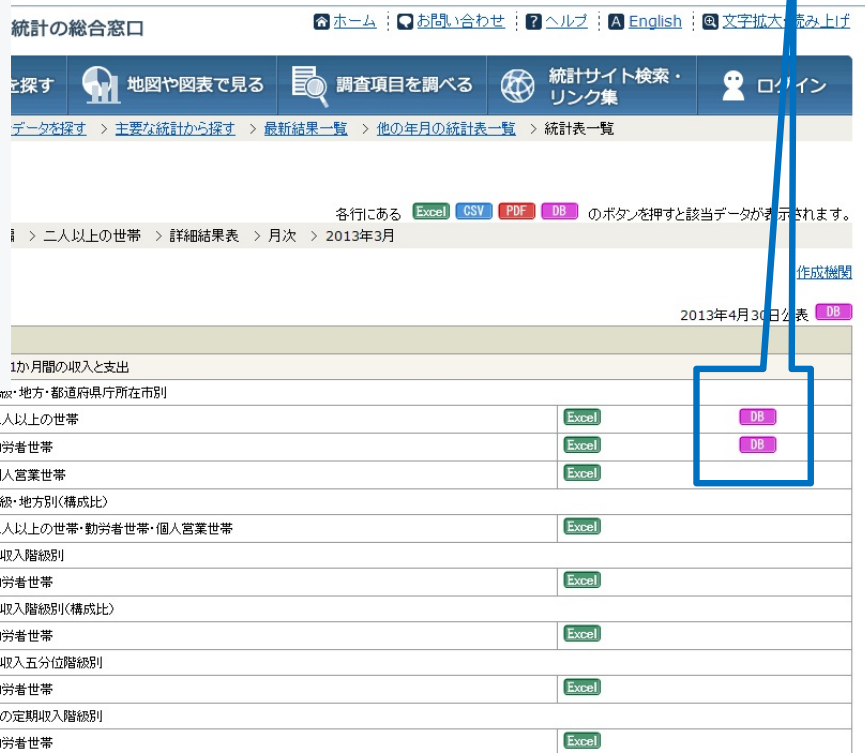 統計の総合窓口 ホーム お問い合わせ ? ヘルプ A English 文字拡大・読み上げ
を探す 地図や図表で見る 調査項目を調べる 統計サイト検索・リンク集 ログイン
データを探す > 主要な統計から探す > 最新結果一覧 > 他の年月の統計表一覧 > 統計表一覧
各行にある Excel CSV PDF DB のボタンを押すと該当データが表示されます。
> 二人以上の世帯 > 詳細結果表 > 月次 > 2013年3月
作成機関
2013年4月30日公表 DB
1か月間の収入と支出
・地方・都道府県庁所在市別
人以上の世帯 Excel DB
労者世帯 Excel DB
人営業世帯 Excel
級・地方別(構成比)
人以上の世帯・勤労者世帯・個人営業世帯 Excel
収入階級別
労者世帯 Excel
収入階級別(構成比)
労者世帯 Excel
収入五分位階級別
労者世帯 Excel
の定期収入階級別
労者世帯 Excel